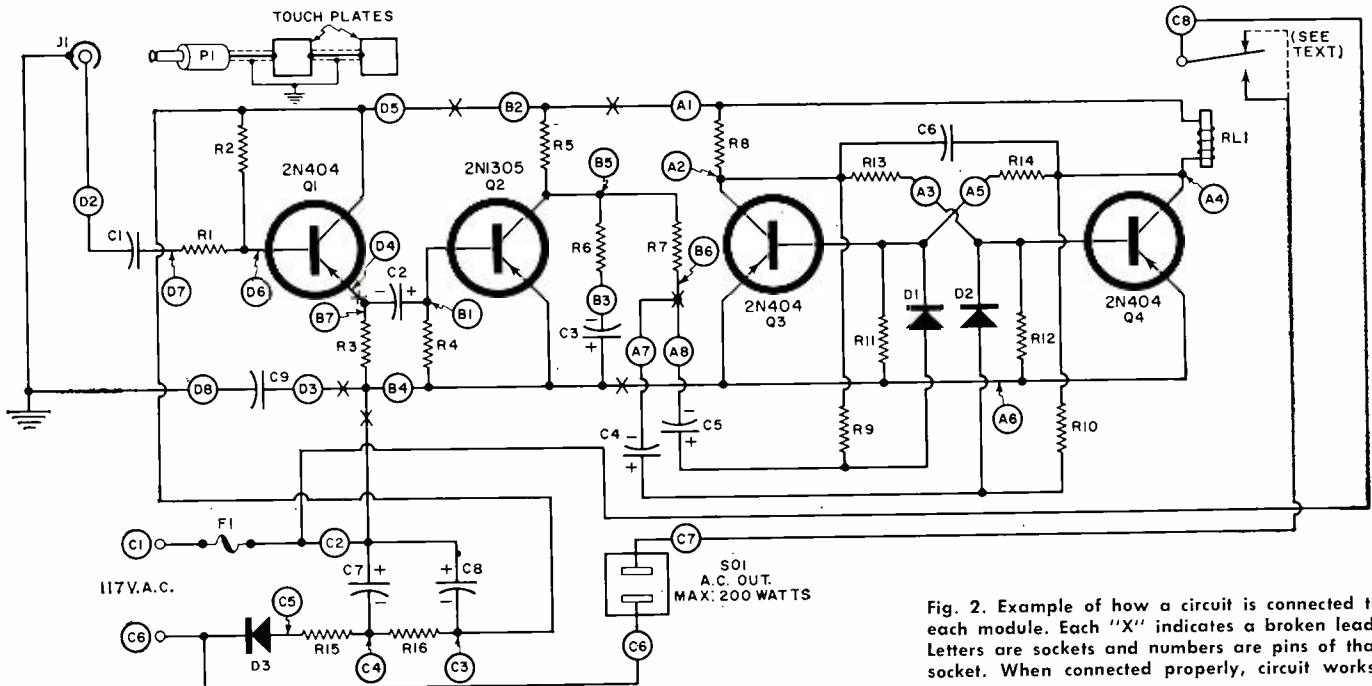 TOUCH PLATES
J1
P1
C8
(SEE
TEXT)
D5
B2
A1
R2
R5
R8
C6
RL1
2N404
Q1
2N1305
Q2
B5
A2
R13
R14
A3
A5
A4
D2
C1
R1
D4
R6
R7
B6
D7
D6
C2
- +
B7
B1
B3
2N404
Q3
D1
D2
2N404
Q4
R3
R4
C3
+
A7
A8
R11
R12
D8
C9
D3
B4
A6
C4
-
+
C5
-
+
R9
R10
C1
F1
C2
C7
+
-
C8
+
-
C7
117V.A.C.
SO1
A.C. OUT.
MAX: 200 WATTS
C5
C6
D3
R15
C4
R16
C3
C6
Fig. 2. Example of how a circuit is connected t
each module. Each "X" indicates a broken lead
Letters are sockets and numbers are pins of tha
socket. When connected properly, circuit works